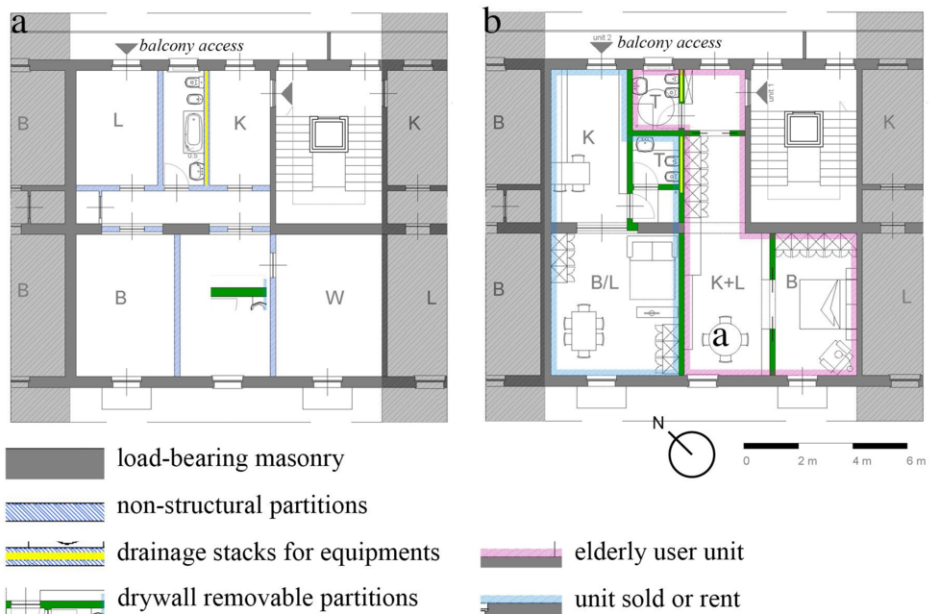 a
balcony access
B
L
K
K
B
B
W
L
b
unit 2
balcony access
unit 1
B
K
T
T
K
B
B/L
K+L
a
B
L
N
0 2 m 4 m 6 m
load-bearing masonry
non-structural partitions
drainage stacks for equipments
drywall removable partitions
elderly user unit
unit sold or rent